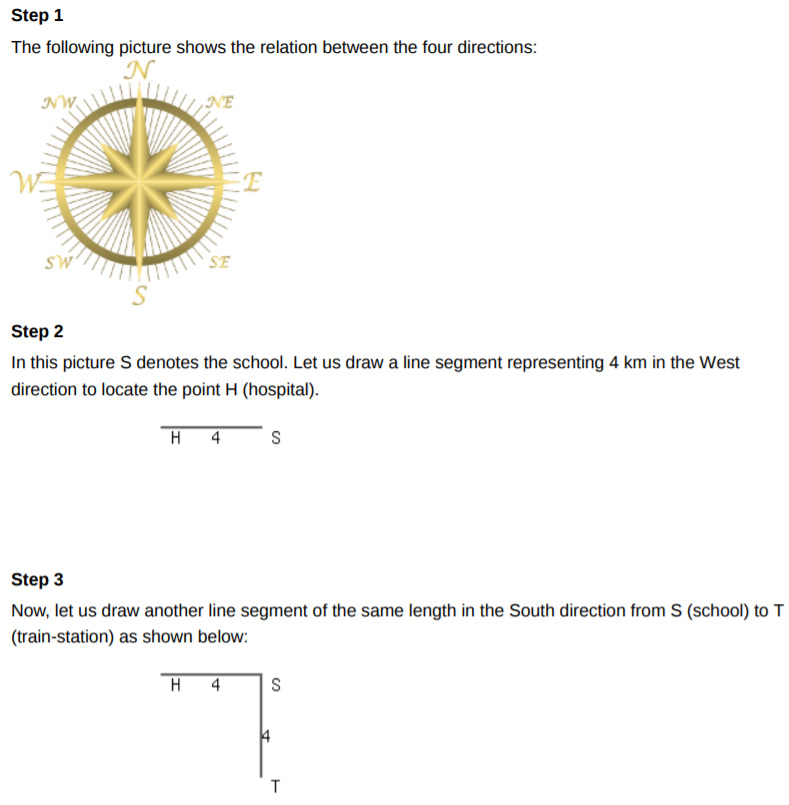 Step 1
The following picture shows the relation between the four directions:
N
NW NE
W E
SW SE
S
Step 2
In this picture S denotes the school. Let us draw a line segment representing 4 km in the West
direction to locate the point H (hospital).
H 4 S
Step 3
Now, let us draw another line segment of the same length in the South direction from S (school) to T
(train-station) as shown below:
H 4 S
4
T